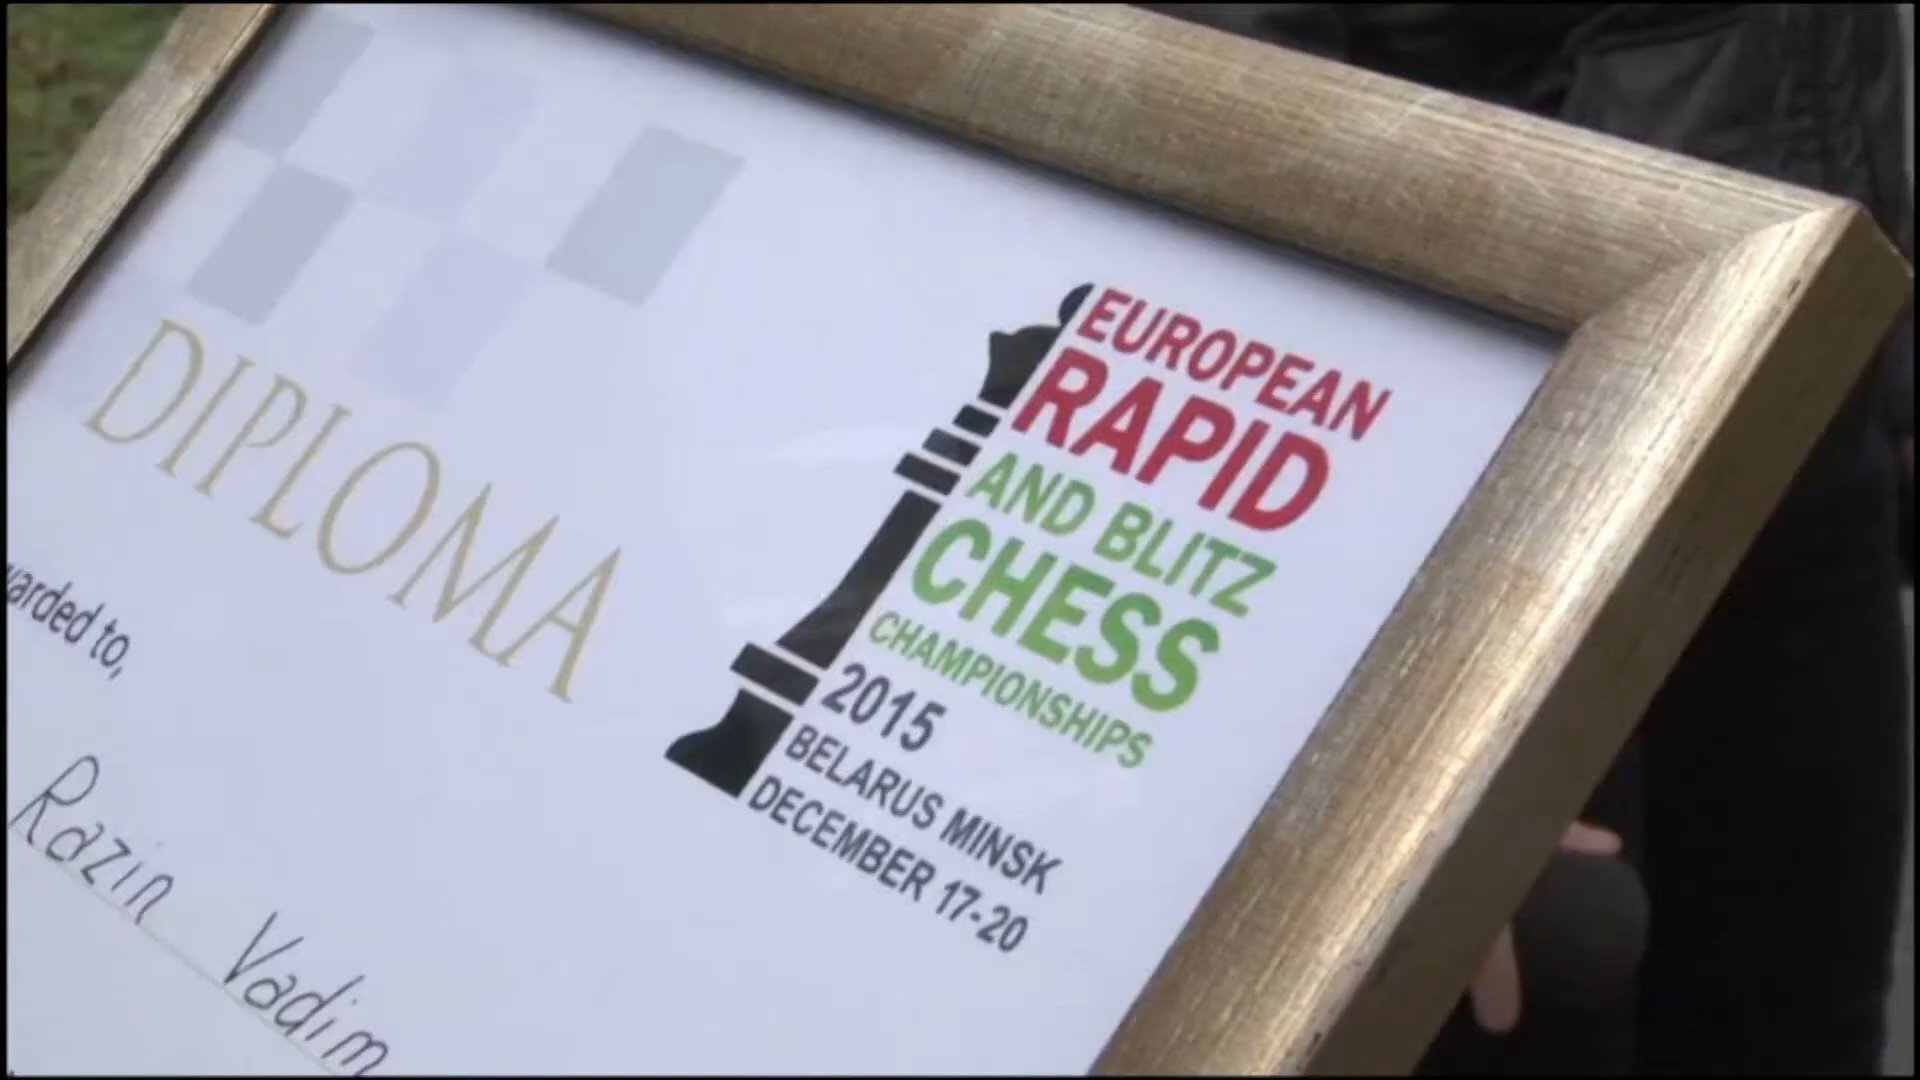 DIPLOMA
warded to,
Razin Vadim
EUROPEAN
RAPID
AND BLITZ
CHESS
CHAMPIONSHIPS
2015
BELARUS MINSK
DECEMBER 17-20